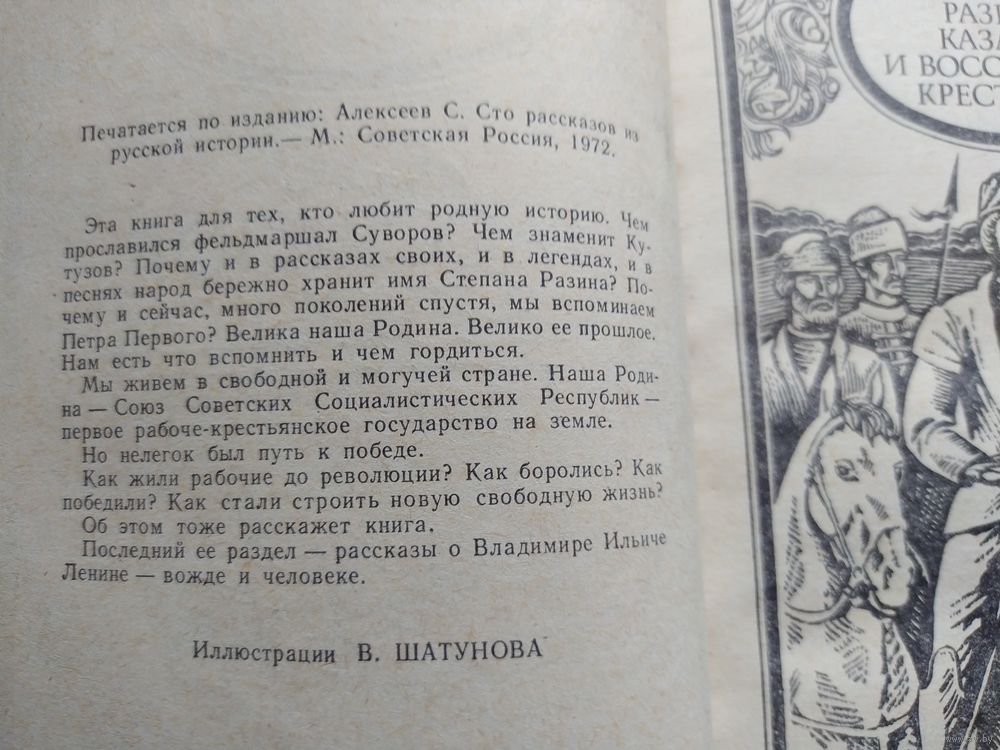 Печатается по изданию: Алексеев С. Сто рассказов из
русской истории.— М.: Советская Россия, 1972.
Эта книга для тех, кто любит родную историю. Чем
прославился фельдмаршал Суворов? Чем знаменит Ку-
тузов? Почему и в рассказах своих, и в легендах, и в
песнях народ бережно хранит имя Степана Разина? По-
чему и сейчас, много поколений спустя, мы вспоминаем
Петра Первого? Велика наша Родина. Велико ее прошлое.
Нам есть что вспомнить и чем гордиться.
Мы живем в свободной и могучей стране. Наша Роди-
на — Союз Советских Социалистических Республик —
первое рабоче-крестьянское государство на земле.
Но нелегок был путь к победе.
Как жили рабочие до революции? Как боролись? Как
победили? Как стали строить новую свободную жизнь?
Об этом тоже расскажет книга.
Последний ее раздел — рассказы о Владимире Ильиче
Ленине — вожде и человеке.
Иллюстрации В. ШАТУНОВА
РАЗ
КАЗА
И ВОСС
КРЕСТ